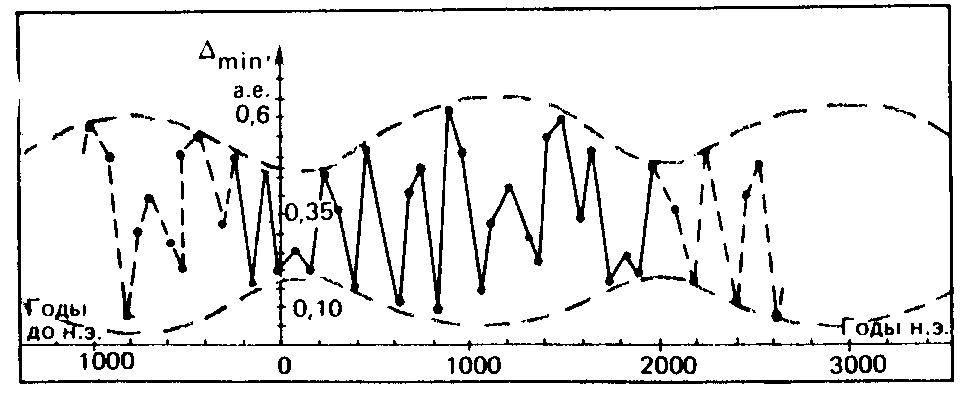 Δmin,
а.е.
0,6
0,35
0,10
Годы
до н.э.
Годы н.э.
1000
0
1000
2000
3000